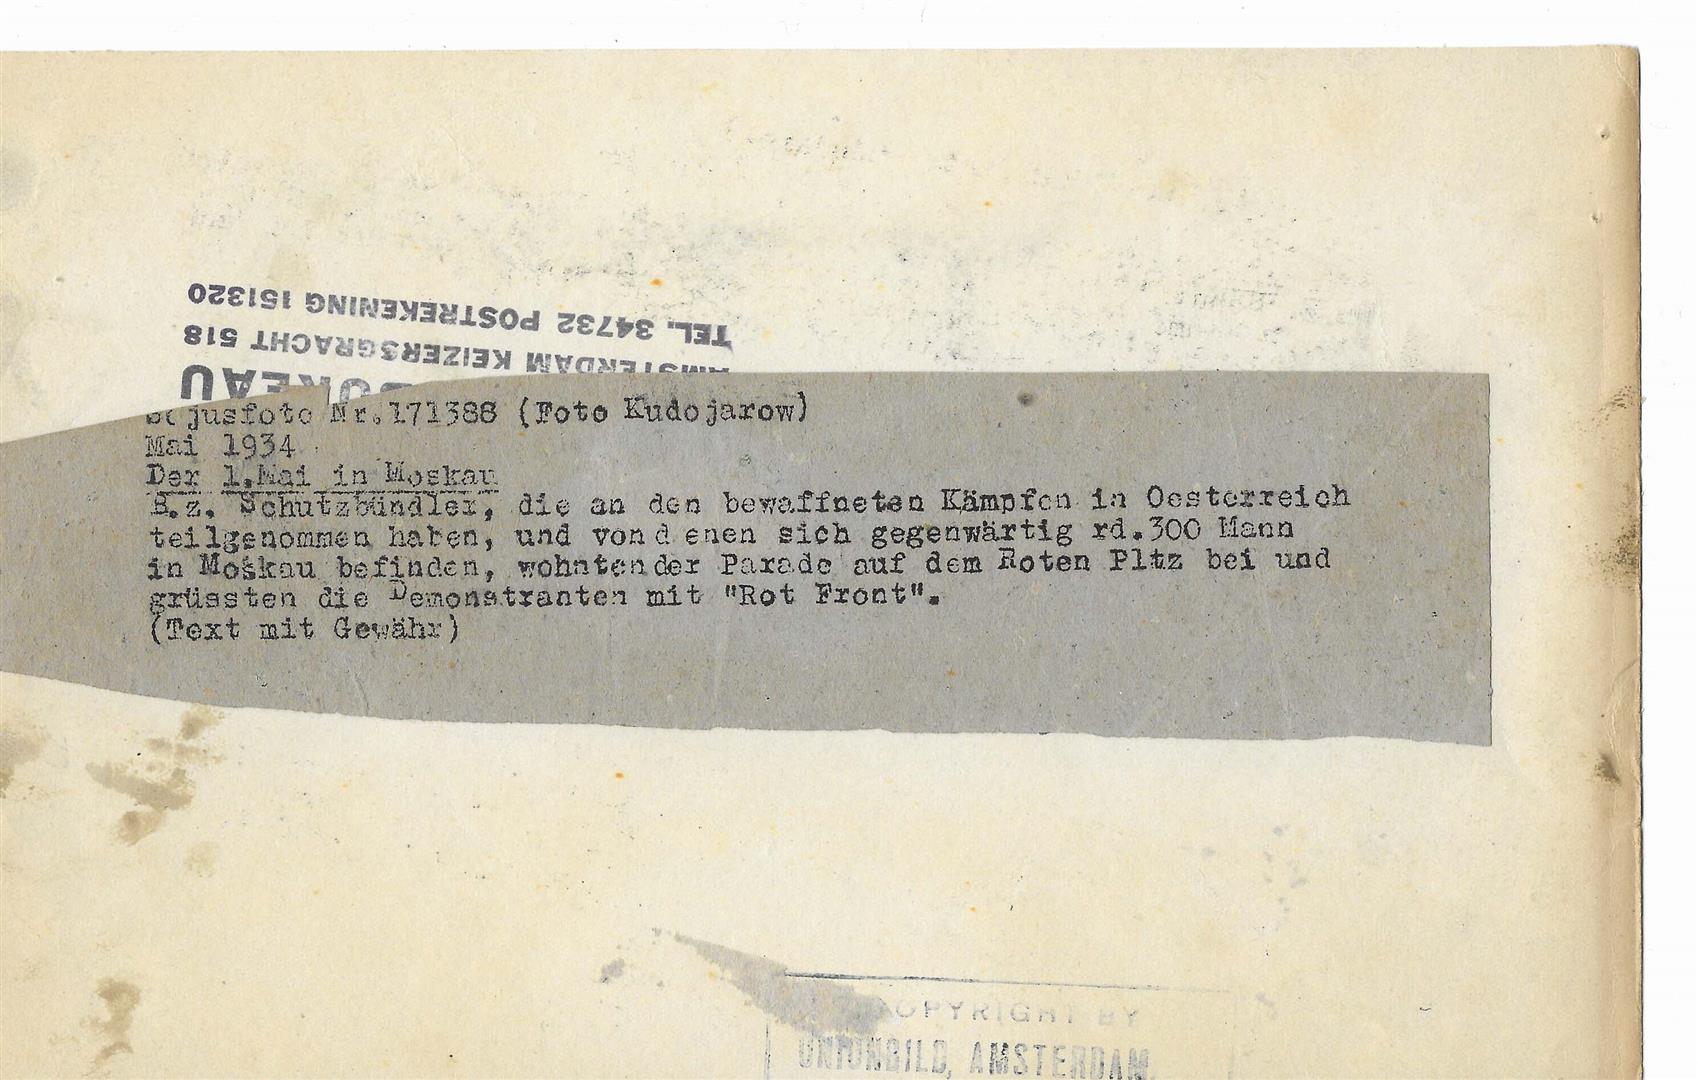 TEL. 34732 POSTREKENING 151320
AMSTERDAM KEIZERSGRACHT 518
BUREAU
Sojusfoto Nr.171388 (Foto Kudojarow)
Mai 1934
Der 1.Mai in Moskau
B.z. Schutzbündler, die an den bewaffneten Kämpfen in Oesterreich
teilgenommen haben, und von denen sich gegenwärtig rd.300 Mann
in Moskau befinden, wohnten der Parade auf dem Roten Pltz bei und
grüssten die Demonstranten mit "Rot Front".
(Text mit Gewähr)
COPYRIGHT BY
UNIONBILD, AMSTERDAM.